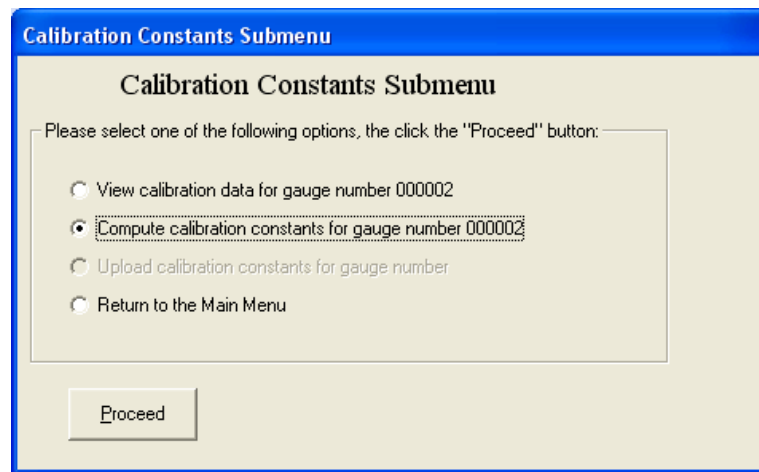 Calibration Constants Submenu
Calibration Constants Submenu
Please select one of the following options, the click the "Proceed" button:
View calibration data for gauge number 000002
Compute calibration constants for gauge number 000002
Upload calibration constants for gauge number
Return to the Main Menu
Proceed